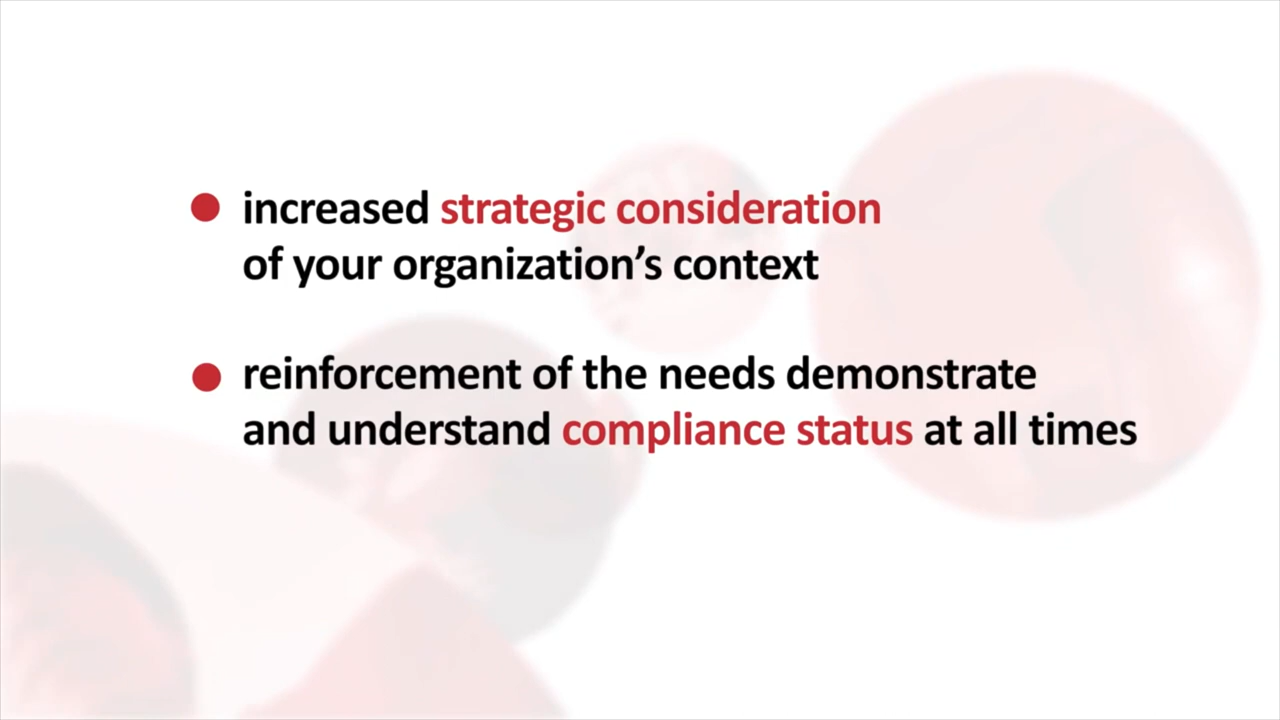 increased strategic consideration
of your organization’s context
reinforcement of the needs demonstrate
and understand compliance status at all times